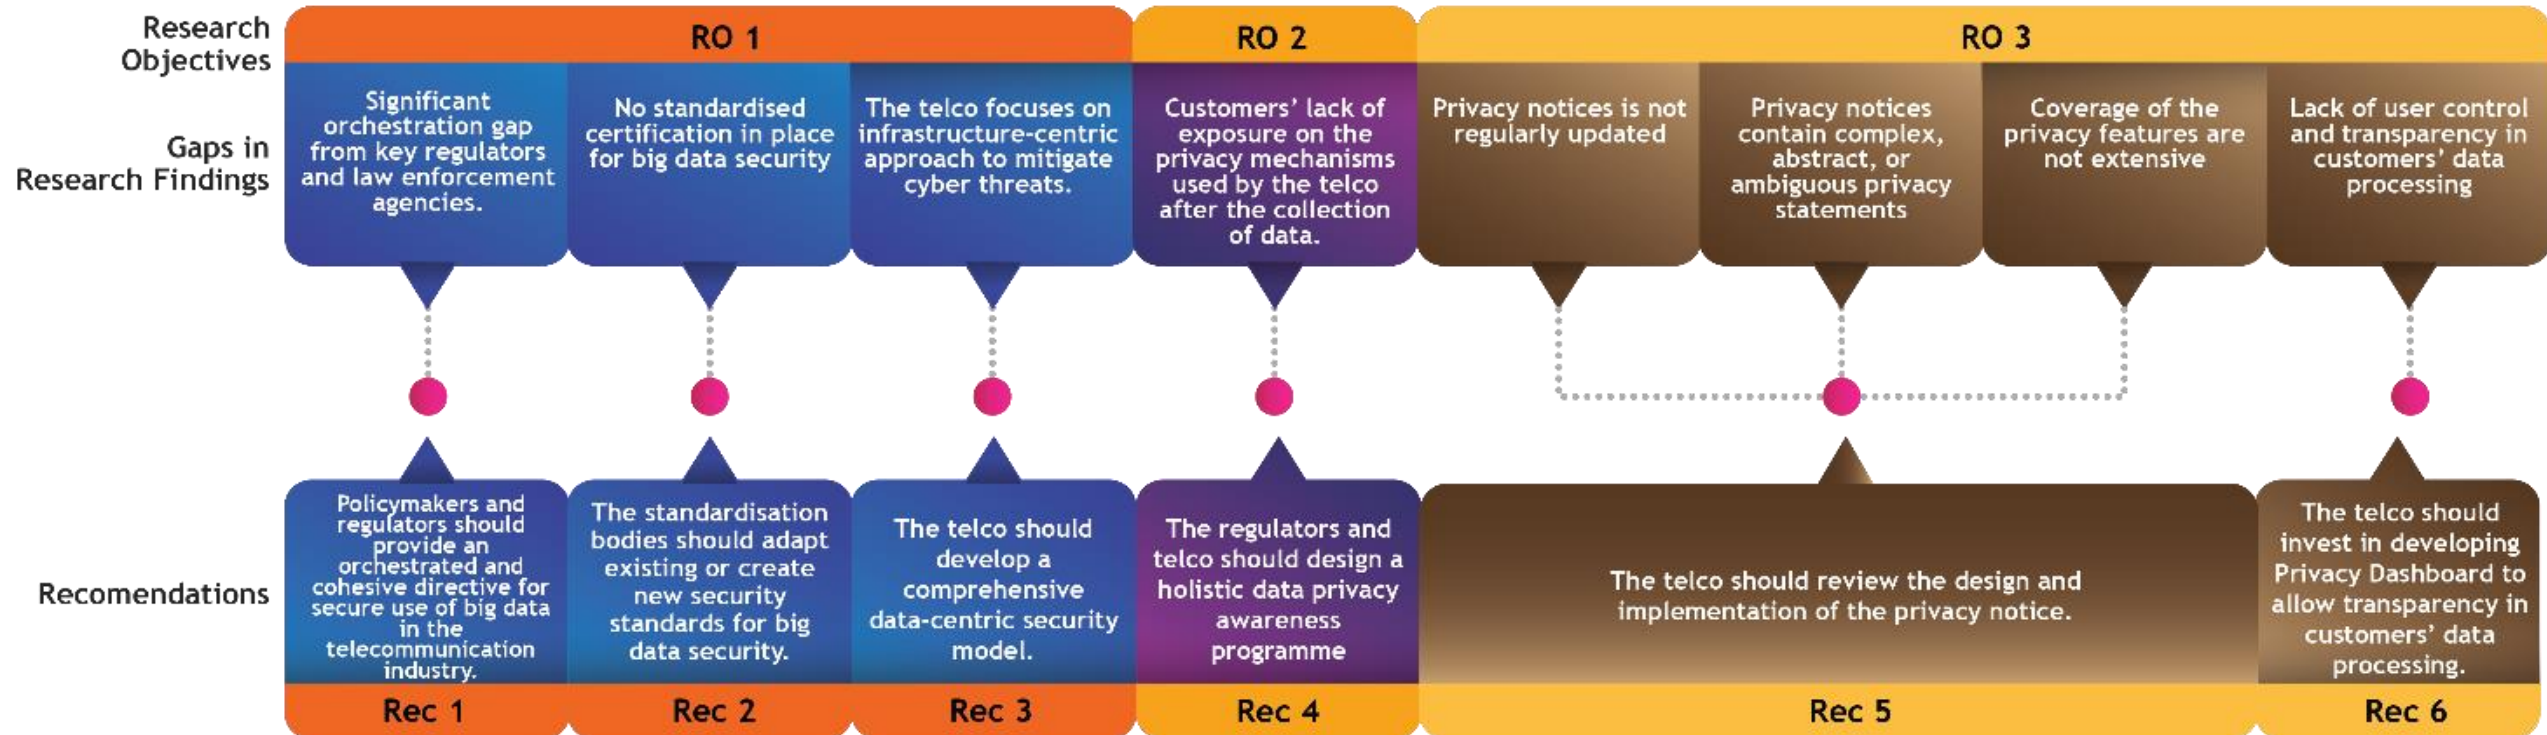 Research
Objectives
RO 1
RO 2
RO 3
Gaps in
Research Findings
Significant
orchestration gap
from key regulators
and law enforcement
agencies.
No standardised
certification in place
for big data security
The telco focuses on
infrastructure-centric
approach to mitigate
cyber threats.
Customers' lack of
exposure on the
privacy mechanisms
used by the telco
after the collection
of data.
Privacy notices is not
regularly updated
Privacy notices
contain complex,
abstract, or
ambiguous privacy
statements
Coverage of the
privacy features are
not extensive
Lack of user control
and transparency in
customers' data
processing
Recomendations
Policymakers and
regulators should
provide an
orchestrated and
cohesive directive for
secure use of big data
in the
telecommunication
industry.
The standardisation
bodies should adapt
existing or create
new security
standards for big
data security.
The telco should
develop a
comprehensive
data-centric security
model.
The regulators and
telco should design a
holistic data privacy
awareness
programme
The telco should review the design and
implementation of the privacy notice.
The telco should
invest in developing
Privacy Dashboard to
allow transparency in
customers' data
processing.
Rec 1
Rec 2
Rec 3
Rec 4
Rec 5
Rec 6